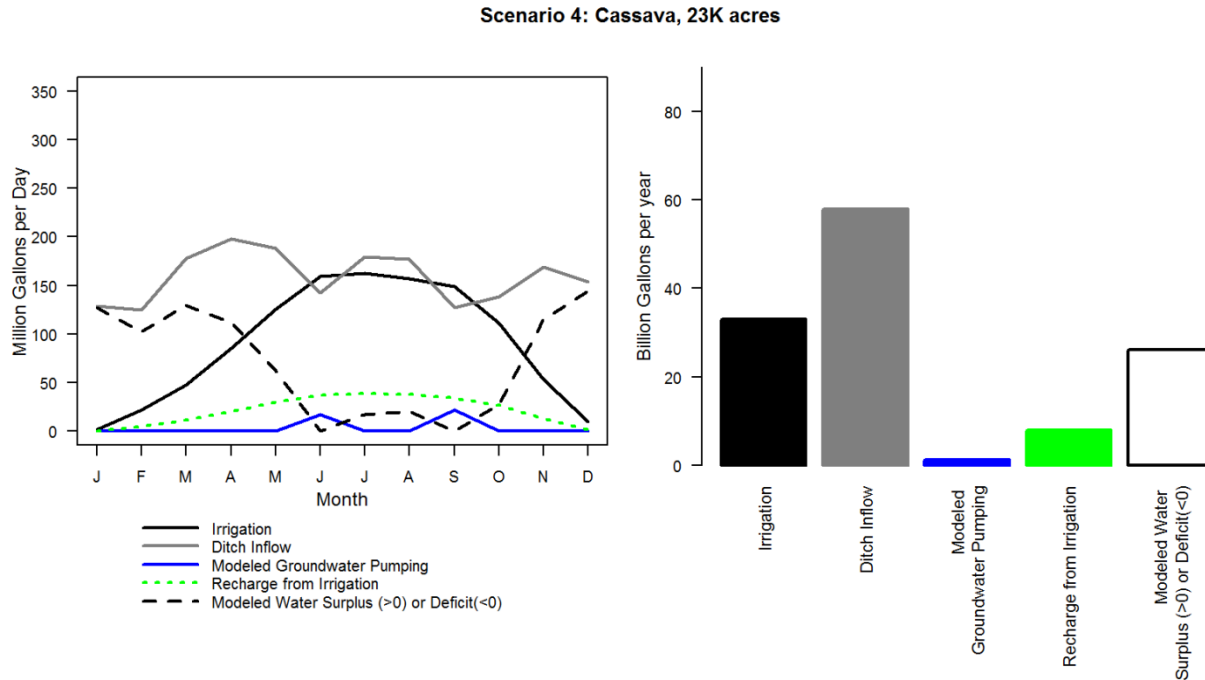 Scenario 4: Cassava, 23K acres
Million Gallons per Day
350
300
250
200
150
100
50
0
J F M A M J J A S O N D
Month
Irrigation
Ditch Inflow
Modeled Groundwater Pumping
Recharge from Irrigation
Modeled Water Surplus (>0) or Deficit(<0)
Billion Gallons per year
80
60
40
20
0
Irrigation
Ditch Inflow
Modeled
Groundwater Pumping
Recharge from Irrigation
Modeled Water
Surplus (>0) or Deficit(<0)